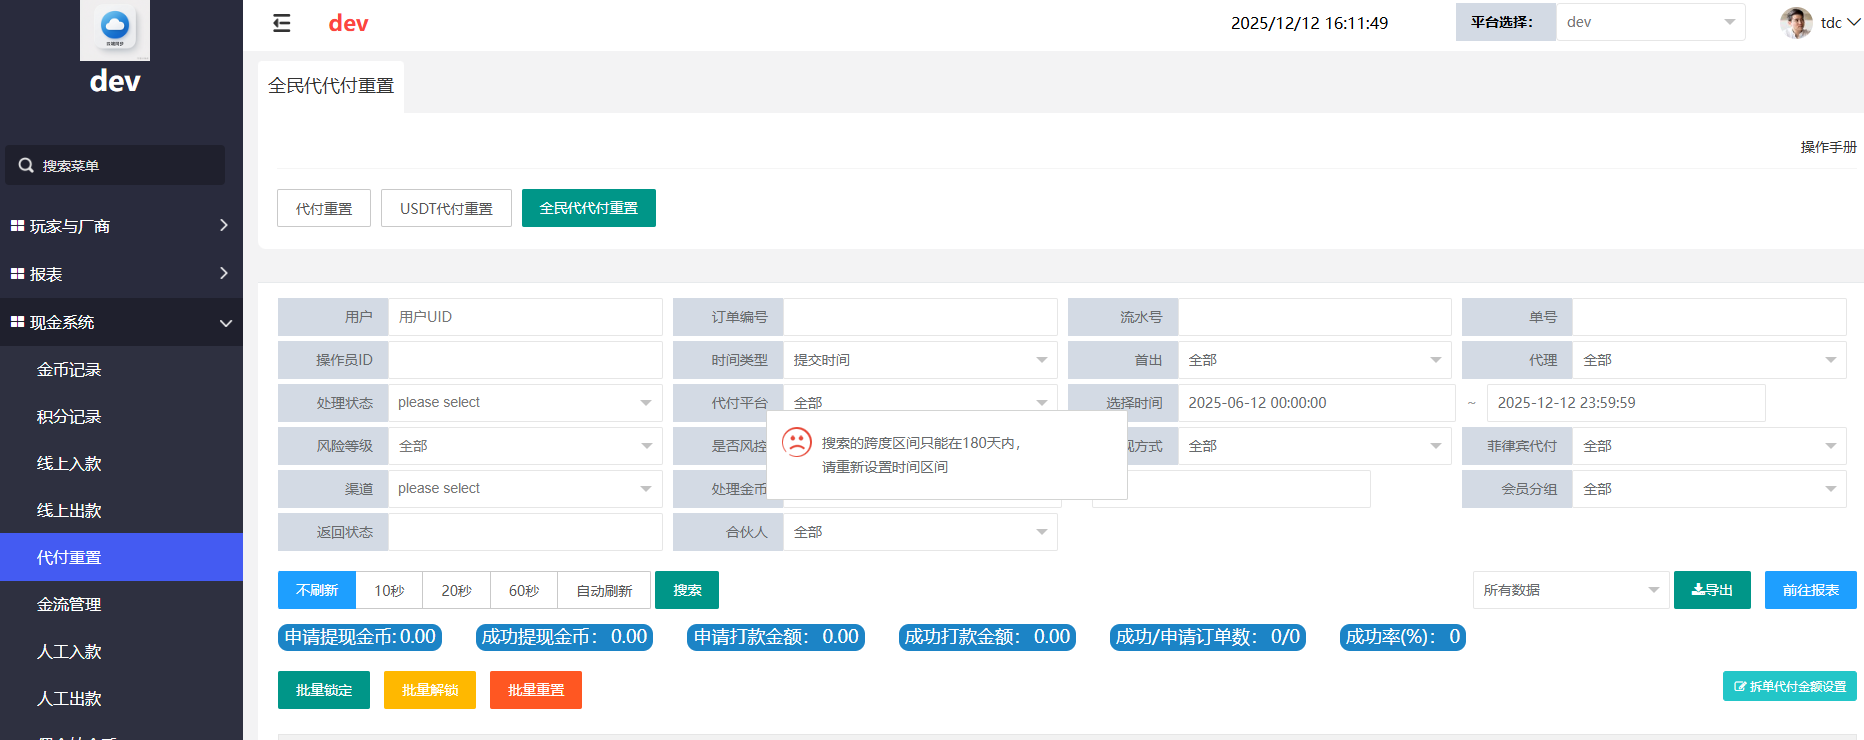 dev
dev
2025/12/12 16:11:49
平台选择：
dev
tdc
搜索菜单
玩家与厂商
报表
现金系统
金币记录
积分记录
线上入款
线上出款
代付重置
金流管理
人工入款
人工出款
全民代代付重置
操作手册
代付重置
USDT代付重置
全民代代付重置
用户 用户UID
订单编号
流水号
单号
操作员ID
时间类型 提交时间
首出 全部
代理 全部
处理状态 please select
代付平台 全部
选择时间 2025-06-12 00:00:00 ~ 2025-12-12 23:59:59
风险等级 全部
是否风控
现方式 全部
菲律宾代付 全部
搜索的跨度区间只能在180天内，
请重新设置时间区间
渠道 please select
处理金币
会员分组 全部
返回状态
合伙人 全部
不刷新 10秒 20秒 60秒 自动刷新 搜索
所有数据 导出 前往报表
申请提现金币:0.00
成功提现金币： 0.00
申请打款金额： 0.00
成功打款金额： 0.00
成功/申请订单数： 0/0
成功率(%)： 0
批量锁定 批量解锁 批量重置
拆单代付金额设置